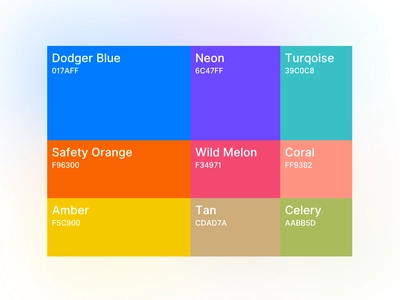 Dodger Blue
017AFF
Neon
6C47FF
Turqoise
39C0C8
Safety Orange
F96300
Wild Melon
F34971
Coral
FF9382
Amber
F5C900
Tan
CDAD7A
Celery
AABB5D